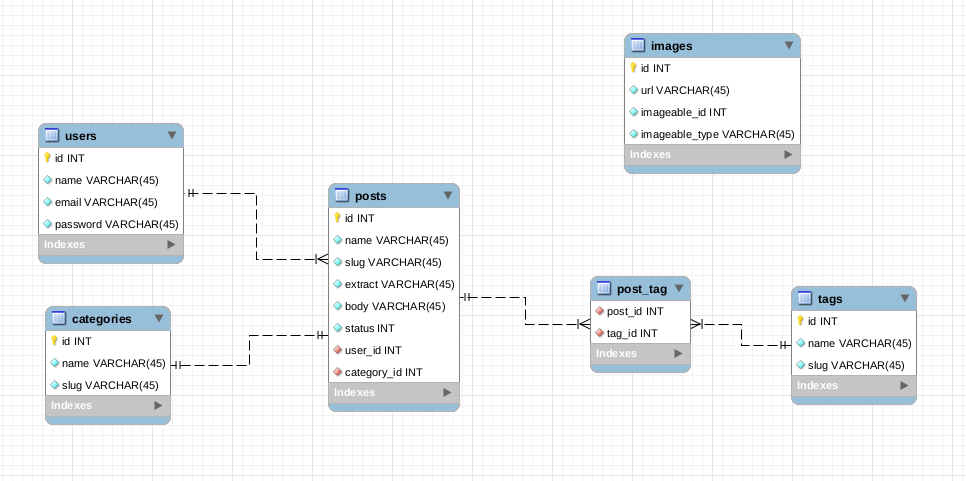 images
id INT
url VARCHAR(45)
imageable_id INT
imageable_type VARCHAR(45)
Indexes
users
id INT
name VARCHAR(45)
email VARCHAR(45)
password VARCHAR(45)
Indexes
posts
id INT
name VARCHAR(45)
slug VARCHAR(45)
extract VARCHAR(45)
body VARCHAR(45)
status INT
user_id INT
category_id INT
Indexes
categories
id INT
name VARCHAR(45)
slug VARCHAR(45)
Indexes
post_tag
post_id INT
tag_id INT
Indexes
tags
id INT
name VARCHAR(45)
slug VARCHAR(45)
Indexes